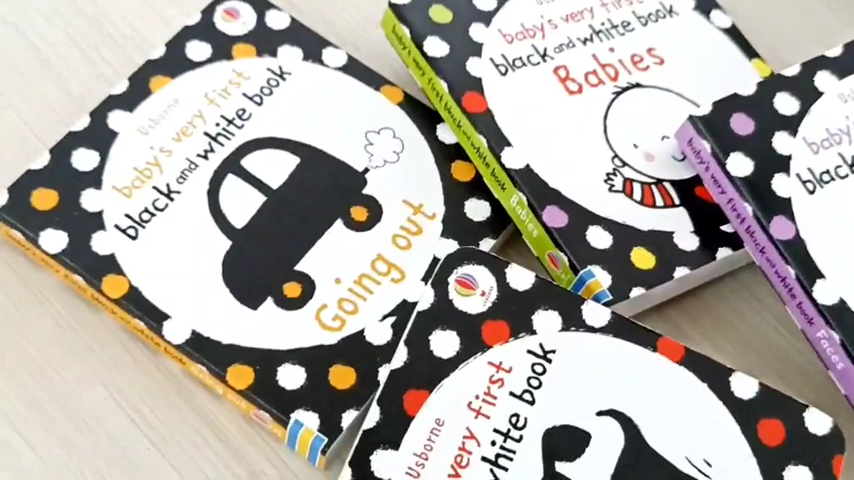 Usborne
baby's very first
black and white book
Going out
baby's very first
black and white book
Babies
baby's very first black and white book Babies
baby's
black
baby's very first black and white book Faces
Usborne
very first
white book